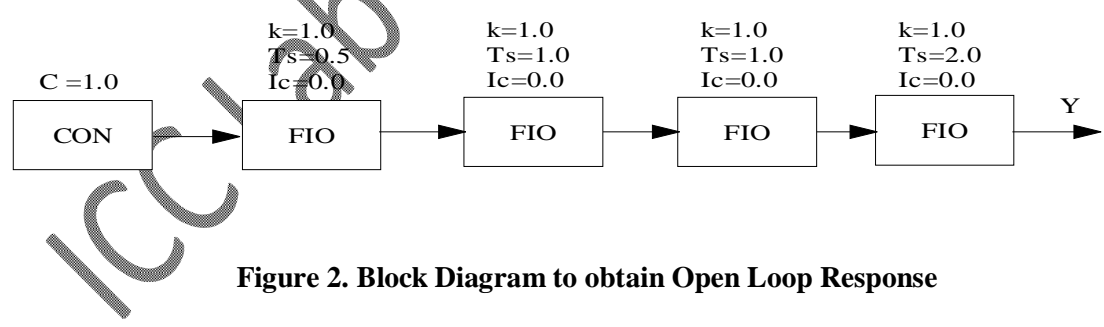 k=1.0 k=1.0 k=1.0 k=1.0
Ts=0.5 Ts=1.0 Ts=1.0 Ts=2.0
C =1.0 Ic=0.0 Ic=0.0 Ic=0.0 Ic=0.0
CON FIO FIO FIO FIO Y
Figure 2. Block Diagram to obtain Open Loop Response
ICC Lab